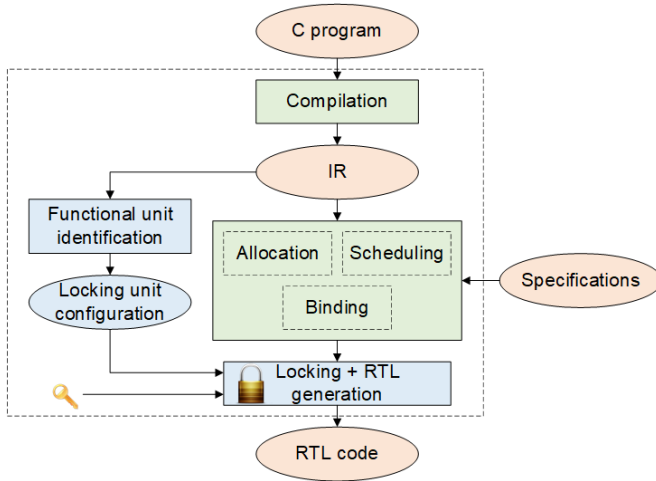 C program
Compilation
IR
Functional unit
identification
Allocation
Scheduling
Locking unit
configuration
Specifications
Binding
Locking + RTL
generation
RTL code